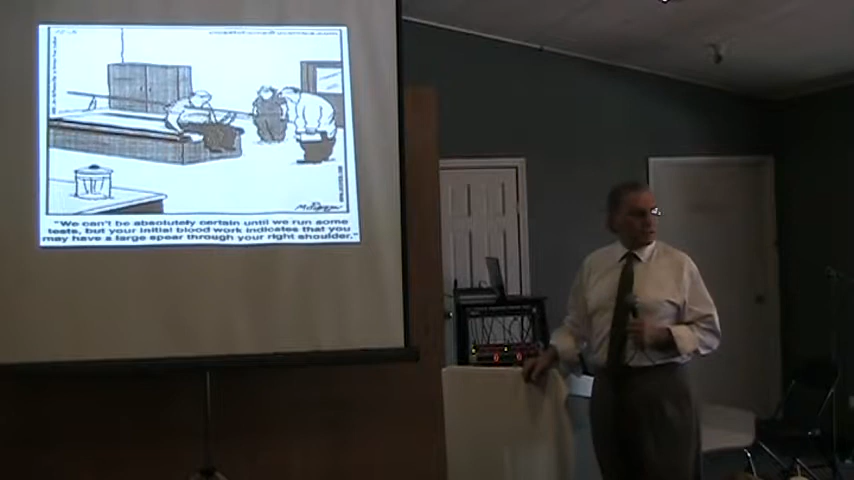 "We can't be absolutely certain until we run some
tests, but your initial blood work indicates that you
may have a large spear through your right shoulder."